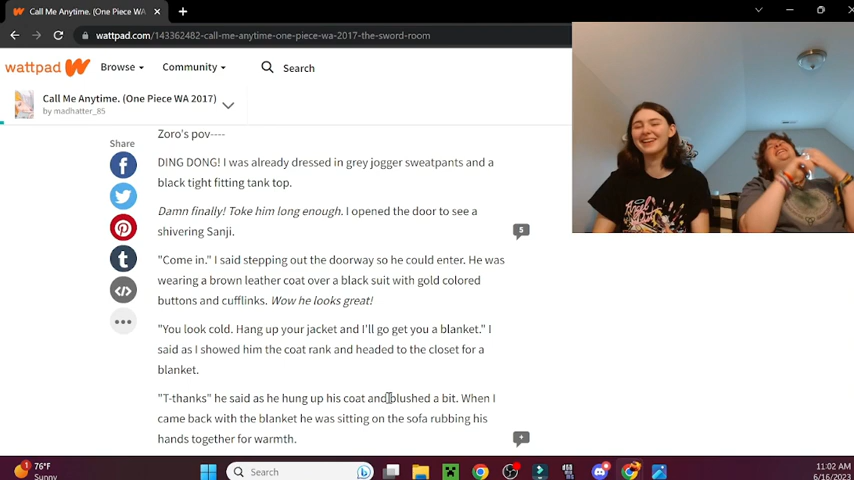 Call Me Anytime. (One Piece WA
wattpad.com/143362482-call-me-anytime-one-piece-wa-2017-the-sword-room
wattpad Browse Community Search
Call Me Anytime. (One Piece WA 2017)
by madhatter_85
Share
Zoro's pov----
DING DONG! I was already dressed in grey jogger sweatpants and a
black tight fitting tank top.
Damn finally! Toke him long enough. I opened the door to see a
shivering Sanji.
5
"Come in." I said stepping out the doorway so he could enter. He was
wearing a brown leather coat over a black suit with gold colored
buttons and cufflinks. Wow he looks great!
"You look cold. Hang up your jacket and I'll go get you a blanket." I
said as I showed him the coat rank and headed to the closet for a
blanket.
"T-thanks" he said as he hung up his coat and blushed a bit. When I
came back with the blanket he was sitting on the sofa rubbing his
hands together for warmth.
+
1
76°F
Sunny
Search
11:02 AM
6/16/2023